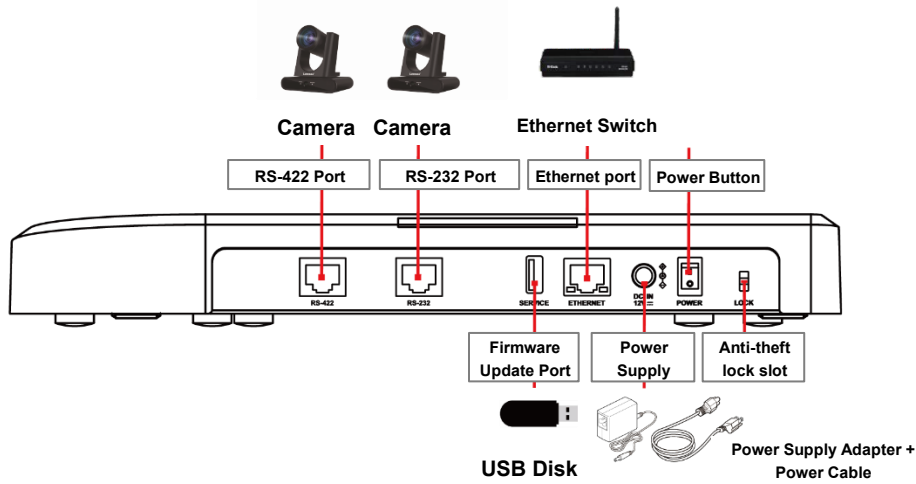 Camera Camera Ethernet Switch
RS-422 Port RS-232 Port Ethernet port Power Button
RS-422 RS-232 SERVICE ETHERNET DC IN 12V POWER LOCK
Firmware Update Port
Power Supply
Anti-theft lock slot
USB Disk
Power Supply Adapter +
Power Cable